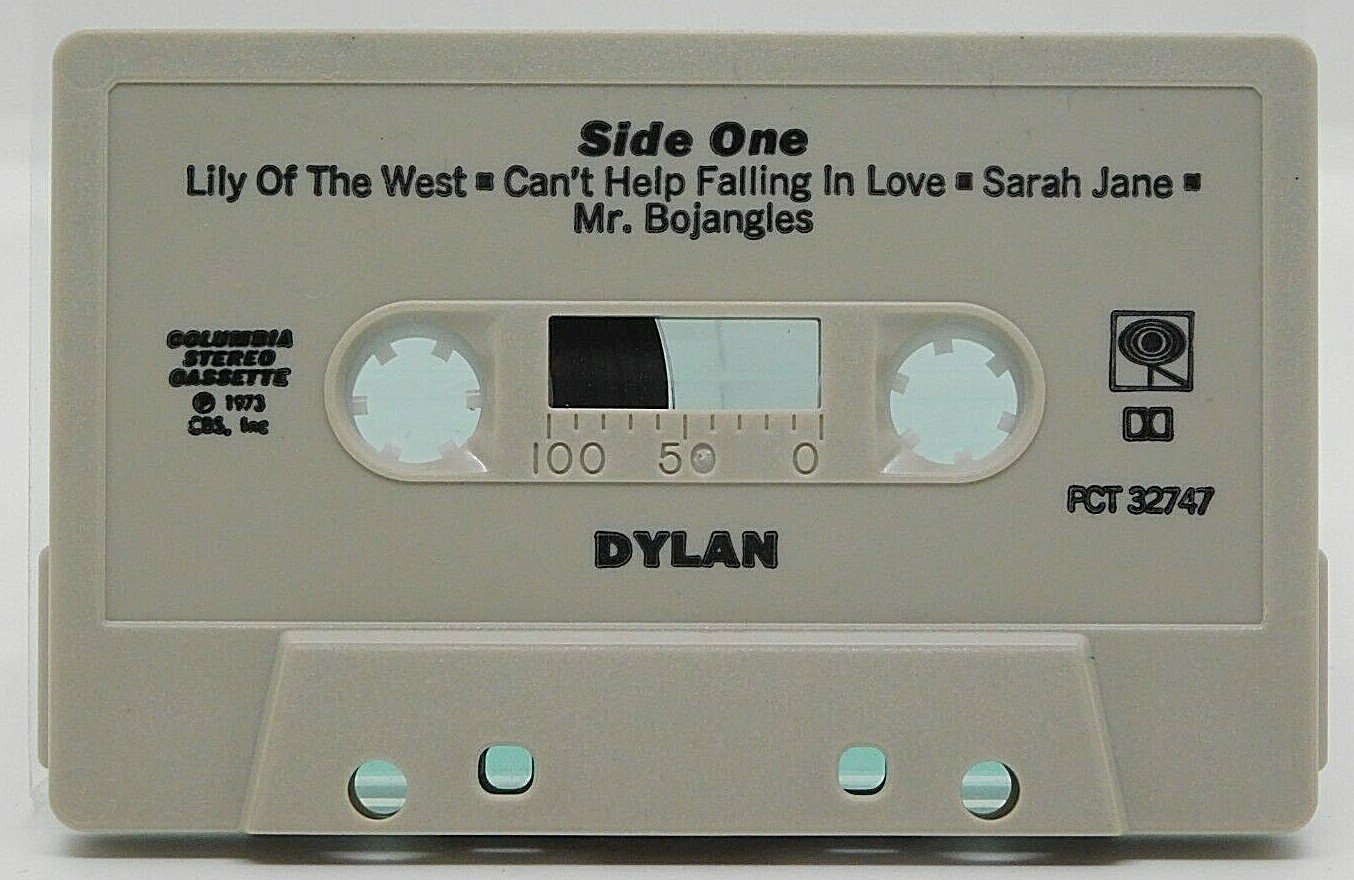 Side One
Lily Of The West ■ Can't Help Falling In Love ■ Sarah Jane ■
Mr. Bojangles
COLUMBIA
STEREO
CASSETTE
℗ 1973
CBS, Inc
100 50 0
PCT 32747
DYLAN